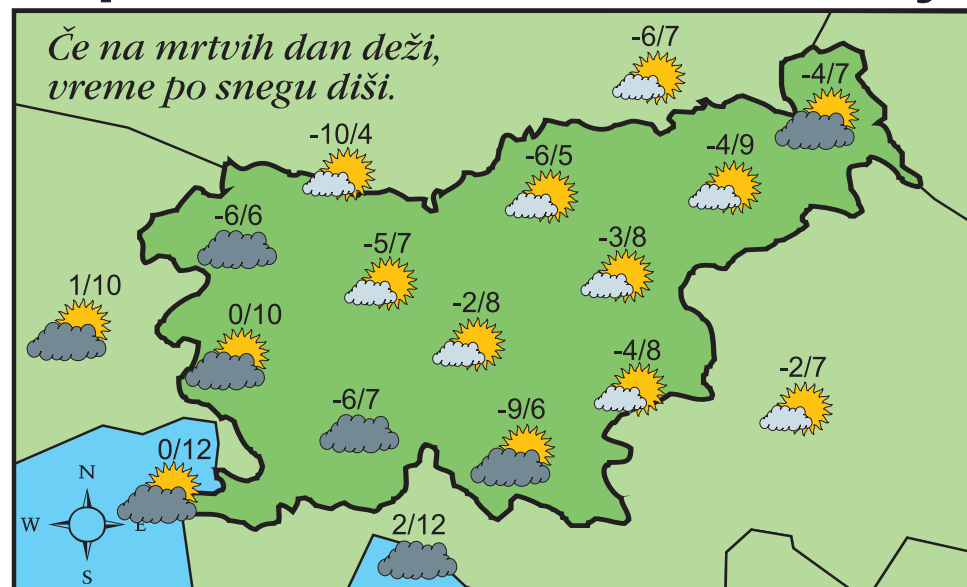 Če na mrtvih dan deži,
vreme po snegu diši.
-6/7
-4/7
-10/4
-6/5
-4/9
-6/6
-5/7
-3/8
1/10
0/10
-2/8
-4/8
-2/7
-6/7
-9/6
0/12
N
W
E
S
2/12